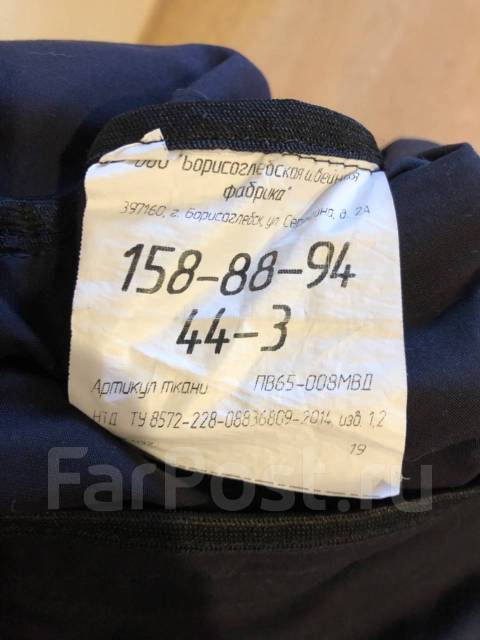 ООО "Борисоглебская швейная
фабрика"
397160, г. Борисоглебск, ул. д. 2А
158-88-94
44-3
Артикул ткани ПВ65-008МВД
НТД ТУ 8572-228-08836809-2014, изв. 1,2
19
FarPost.ru